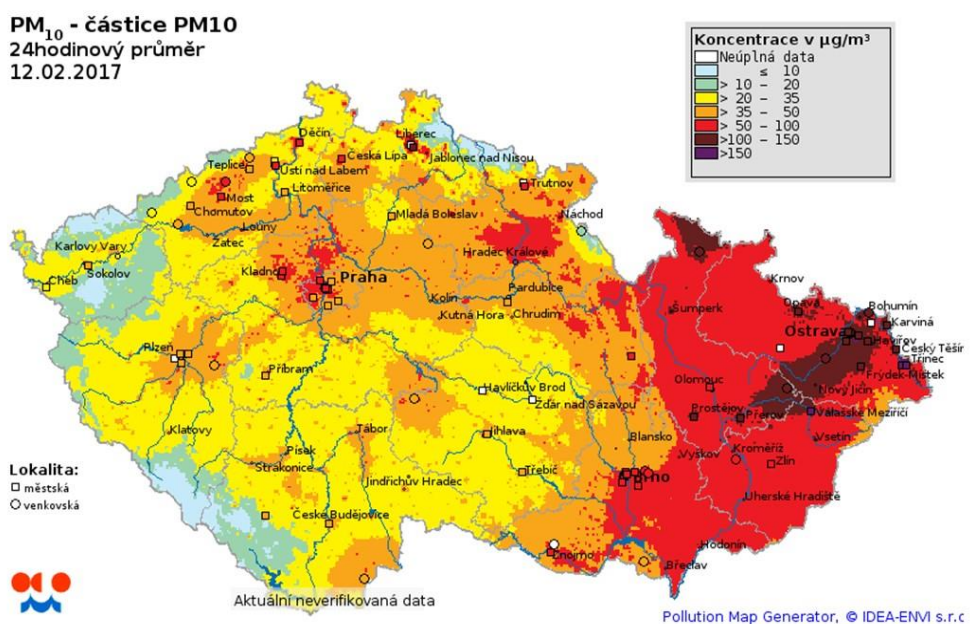 PM10 - částice PM10
24hodinový průměr
12.02.2017
Koncentrace v µg/m³
Neúplná data
≤ 10
> 10 - 20
> 20 - 35
> 35 - 50
> 50 - 100
>100 - 150
>150
Děčín
Liberec
Česká Lípa
Jablonec nad Nisou
Teplice
Ústí nad Labem
Trutnov
Litoměřice
Most
Chomutov
Mladá Boleslav
Náchod
Louny
Žatec
Karlovy Vary
Hradec Králové
Sokolov
Kladno
Praha
Krnov
Cheb
Pardubice
Kolín
Opava
Bohumín
Šumperk
Kutná Hora
Chrudim
Karviná
Ostrava
Havířov
Plzeň
Český Těšín
Třinec
Příbram
Frýdek-Místek
Olomouc
Havlíčkův Brod
Nový Jičín
Žďár nad Sázavou
Prostějov
Přerov
Valašské Meziříčí
Klatovy
Tábor
Jihlava
Blansko
Vsetín
Písek
Vyškov
Kroměříž
Lokalita:
Strakonice
Třebíč
Zlín
městská
Jindřichův Hradec
Brno
venkovská
Uherské Hradiště
České Budějovice
Hodonín
Znojmo
Břeclav
Aktuální neverifikovaná data
Pollution Map Generator, © IDEA-ENVI s.r.o